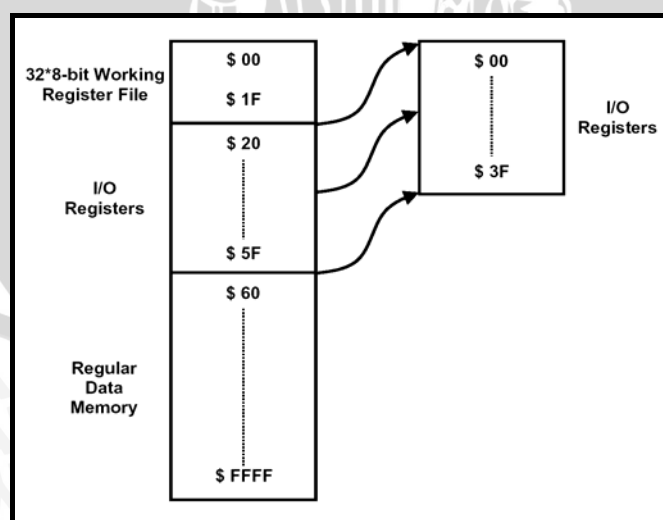 32*8-bit Working
Register File
$ 00
$ 1F
I/O
Registers
$ 20
$ 5F
Regular
Data
Memory
$ 60
$ FFFF
$ 00
$ 3F
I/O
Registers